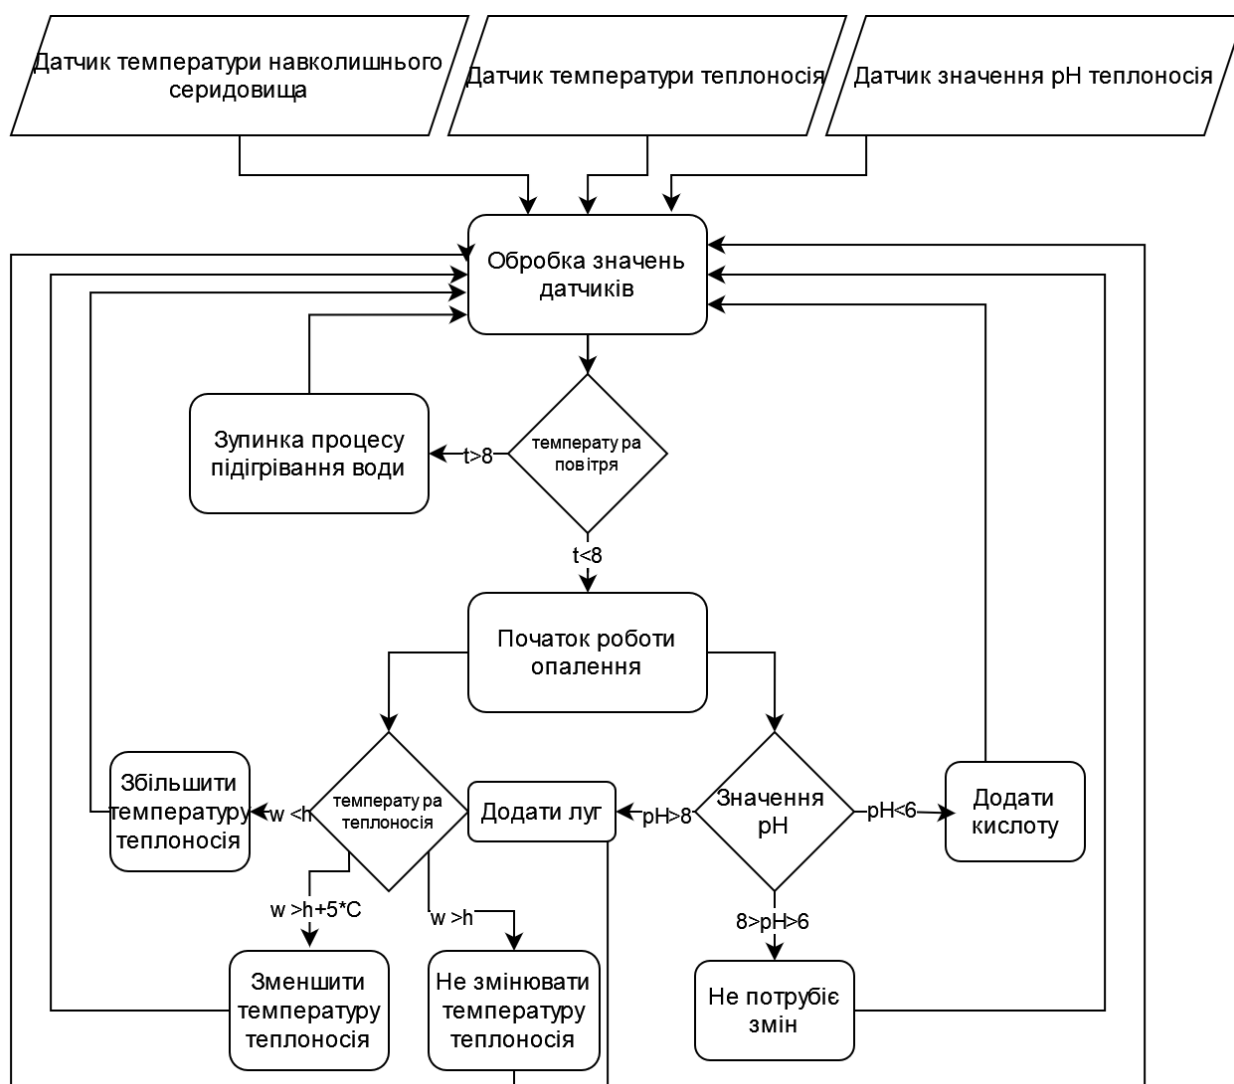 Датчик температури навколишнього
серидовища
Датчик температури теплоносія
Датчик значення pH теплоносія
Обробка значень
датчиків
Зупинка процесу
підігрівання води
t>8
температура
повітря
t<8
Початок роботи
опалення
Збільшити
температуру
теплоносія
w <h
температура
теплоносія
Додати луг
pH>8
Значення
pH
pH<6
Додати
кислоту
w >h+5*C
w >h
8>pH>6
Зменшити
температуру
теплоносія
Не змінювати
температуру
теплоносія
Не потрубіє
змін